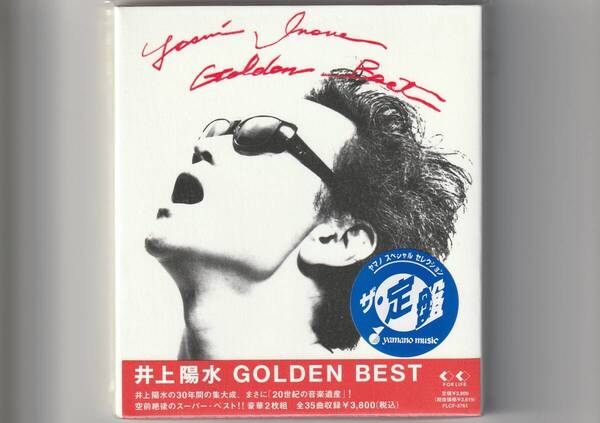 Yosui Inoue
Golden Best
ヤマノ スペシャル セレクション
ザ・定盤
yamano music
井上陽水 GOLDEN BEST
FOR LIFE
井上陽水の30年間の集大成、まさに「20世紀の音楽遺産」!
空前絶後のスーパー・ベスト!! 豪華2枚組 全35曲収録¥3,800(税込)